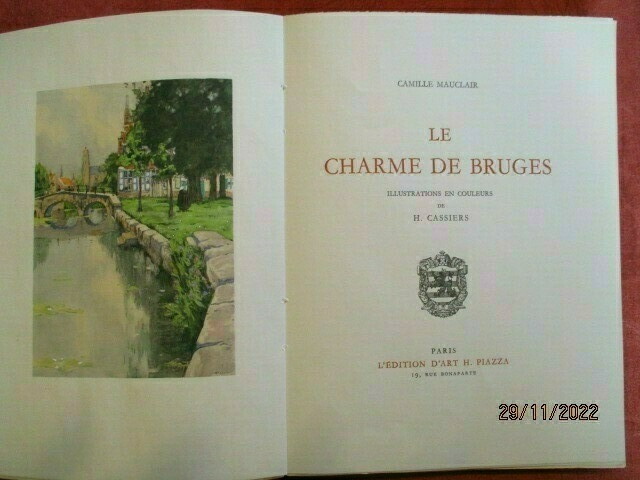 CAMILLE MAUCLAIR
LE
CHARME DE BRUGES
ILLUSTRATIONS EN COULEURS
DE
H. CASSIERS
PARIS
L'ÉDITION D'ART H. PIAZZA
19, RUE BONAPARTE
29/11/2022